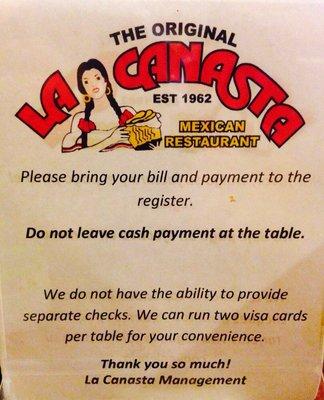 THE ORIGINAL
LA CANASTA
EST 1962
MEXICAN
RESTAURANT
Please bring your bill and payment to the
register.
Do not leave cash payment at the table.
We do not have the ability to provide
separate checks. We can run two visa cards
per table for your convenience.
Thank you so much!
La Canasta Management